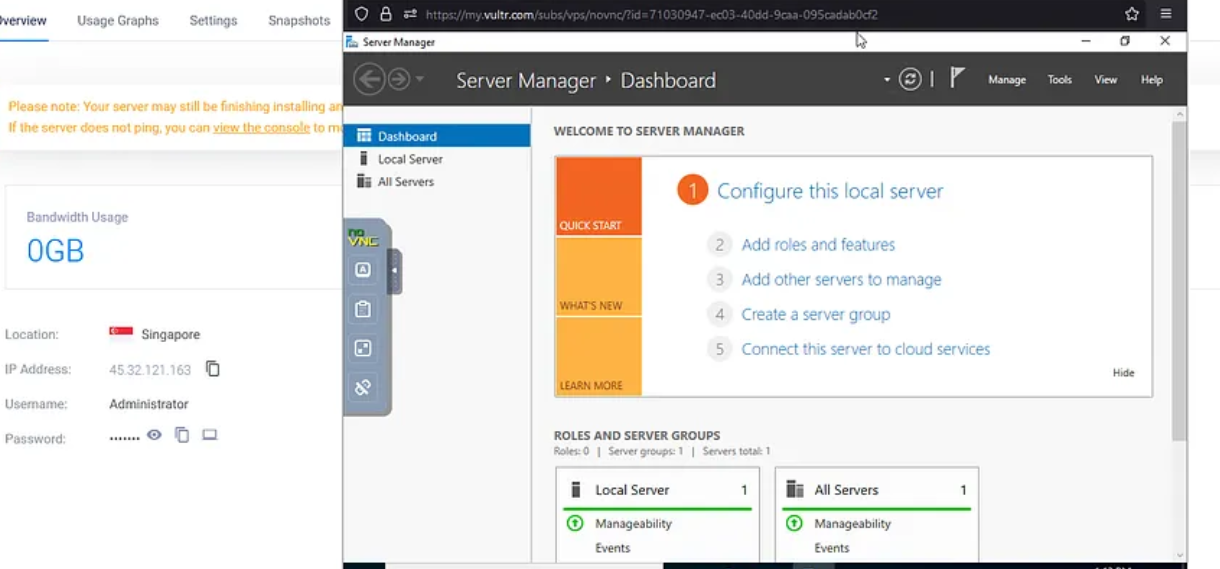 Overview
Usage Graphs
Settings
Snapshots
Please note: Your server may still be finishing installing an
If the server does not ping, you can view the console to m
Bandwidth Usage
0GB
Location: Singapore
IP Address: 45.32.121.163
Username: Administrator
Password: .......
https://my.vultr.com/subs/vps/novnc/?id=71030947-ec03-40dd-9caa-095cadab0cf2
Server Manager
Server Manager Dashboard
Manage
Tools
View
Help
Dashboard
Local Server
All Servers
no
VNC
A
WELCOME TO SERVER MANAGER
QUICK START
WHAT'S NEW
LEARN MORE
1 Configure this local server
2 Add roles and features
3 Add other servers to manage
4 Create a server group
5 Connect this server to cloud services
Hide
ROLES AND SERVER GROUPS
Roles: 0 | Server groups: 1 | Servers total: 1
Local Server 1
Manageability
Events
All Servers 1
Manageability
Events